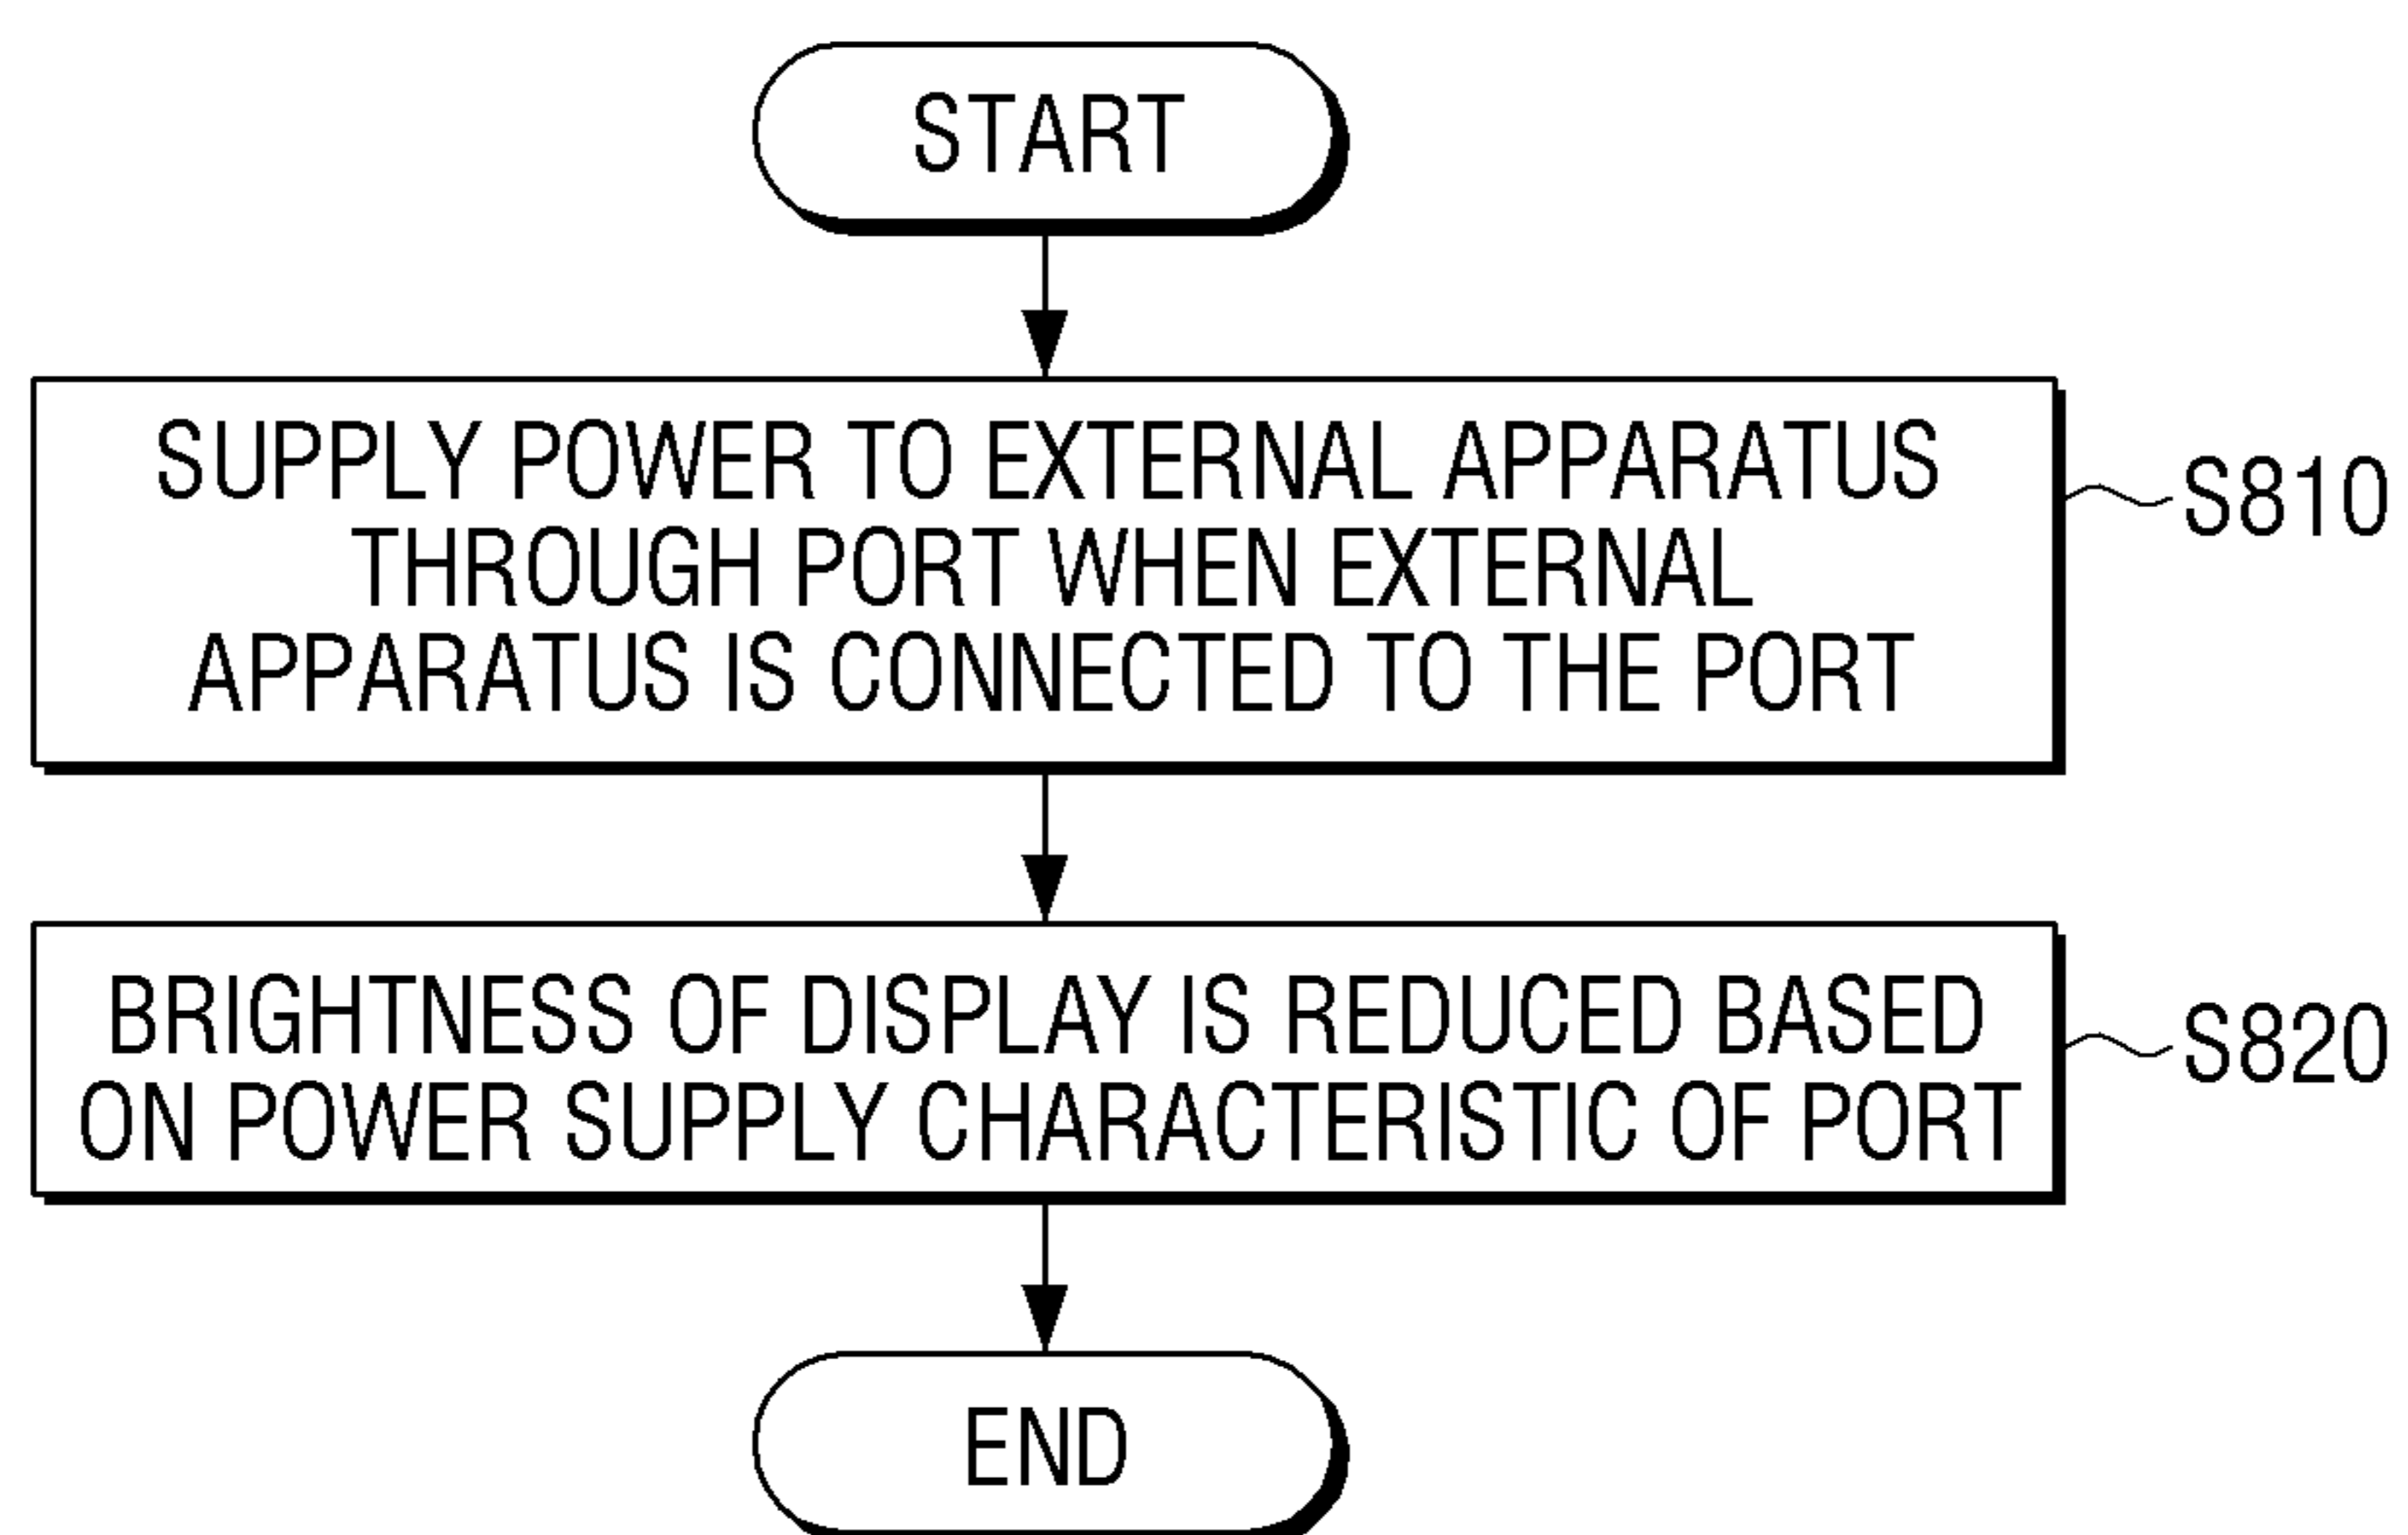 START
SUPPLY POWER TO EXTERNAL APPARATUS
THROUGH PORT WHEN EXTERNAL
APPARATUS IS CONNECTED TO THE PORT
S810
BRIGHTNESS OF DISPLAY IS REDUCED BASED
ON POWER SUPPLY CHARACTERISTIC OF PORT
S820
END